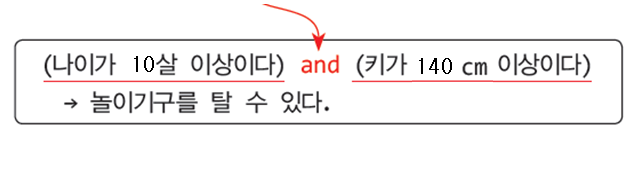 (나이가 10살 이상이다) and (키가 140 cm 이상이다)
→ 놀이기구를 탈 수 있다.